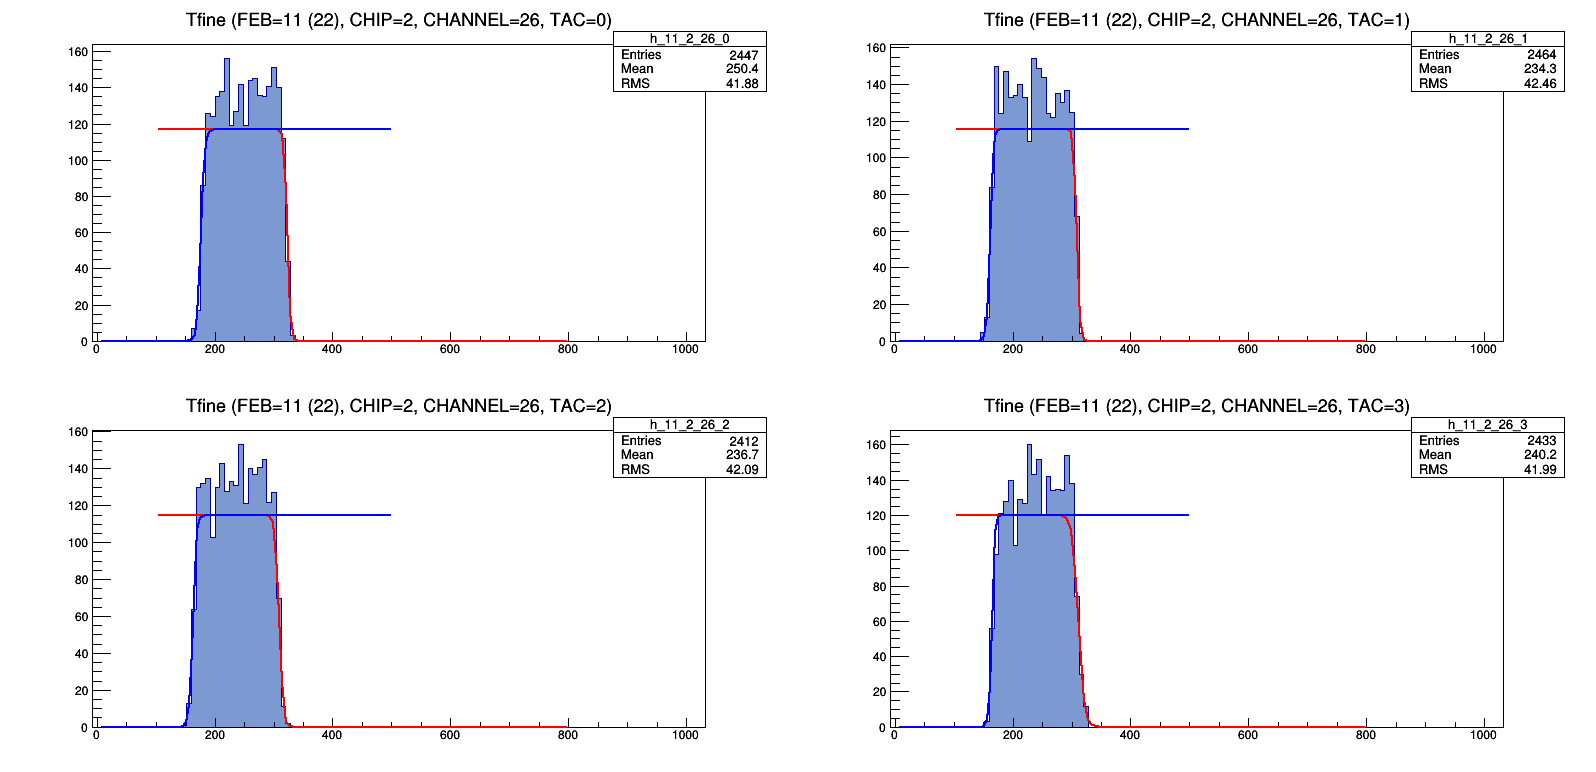 Tfine (FEB=11 (22), CHIP=2, CHANNEL=26, TAC=0)
h_11_2_26_0
Entries 2447
Mean 250.4
RMS 41.88
160
140
120
100
80
60
40
20
0
0 200 400 600 800 1000
Tfine (FEB=11 (22), CHIP=2, CHANNEL=26, TAC=1)
h_11_2_26_1
Entries 2464
Mean 234.3
RMS 42.46
160
140
120
100
80
60
40
20
0
0 200 400 600 800 1000
Tfine (FEB=11 (22), CHIP=2, CHANNEL=26, TAC=2)
h_11_2_26_2
Entries 2412
Mean 236.7
RMS 42.09
160
140
120
100
80
60
40
20
0
0 200 400 600 800 1000
Tfine (FEB=11 (22), CHIP=2, CHANNEL=26, TAC=3)
h_11_2_26_3
Entries 2433
Mean 240.2
RMS 41.99
160
140
120
100
80
60
40
20
0
0 200 400 600 800 1000